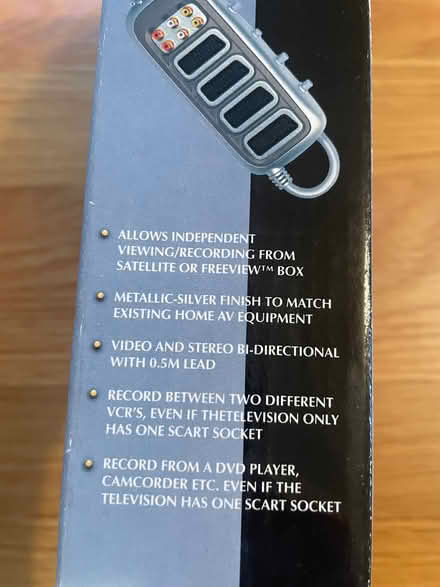 ALLOWS INDEPENDENT
VIEWING/RECORDING FROM
SATELLITE OR FREEVIEW™ BOX
METALLIC-SILVER FINISH TO MATCH
EXISTING HOME AV EQUIPMENT
VIDEO AND STEREO BI-DIRECTIONAL
WITH 0.5M LEAD
RECORD BETWEEN TWO DIFFERENT
VCR'S, EVEN IF THETELEVISION ONLY
HAS ONE SCART SOCKET
RECORD FROM A DVD PLAYER,
CAMCORDER ETC. EVEN IF THE
TELEVISION HAS ONE SCART SOCKET